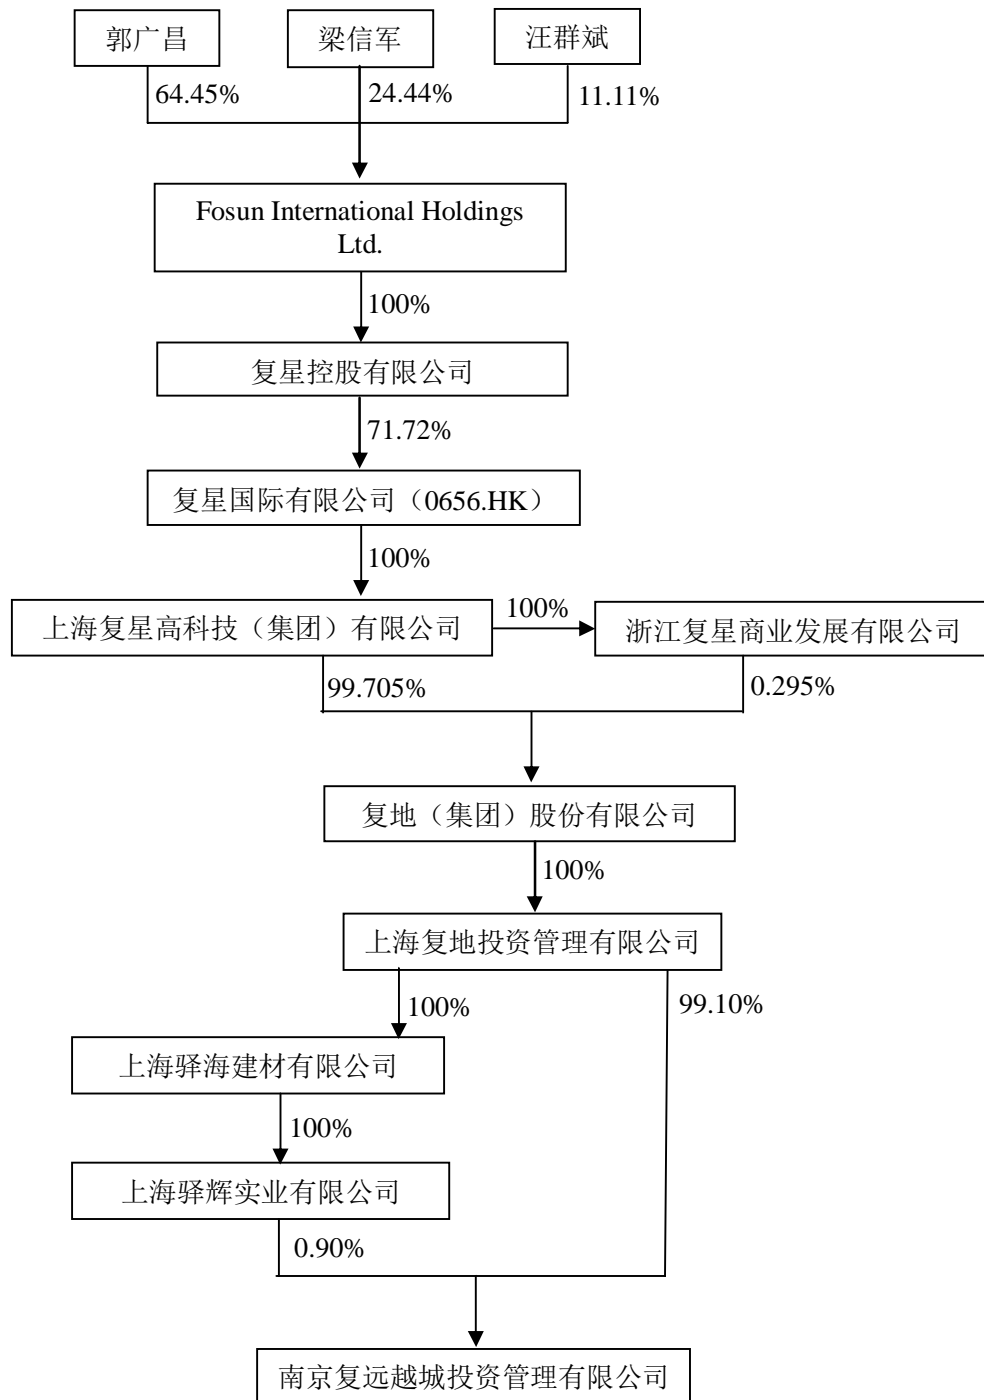 郭广昌
梁信军
汪群斌
64.45%
24.44%
11.11%
Fosun International Holdings
Ltd.
100%
复星控股有限公司
71.72%
复星国际有限公司（0656.HK）
100%
上海复星高科技（集团）有限公司
100%
浙江复星商业发展有限公司
99.705%
0.295%
复地（集团）股份有限公司
100%
上海复地投资管理有限公司
100%
99.10%
上海驿海建材有限公司
100%
上海驿辉实业有限公司
0.90%
南京复远越城投资管理有限公司